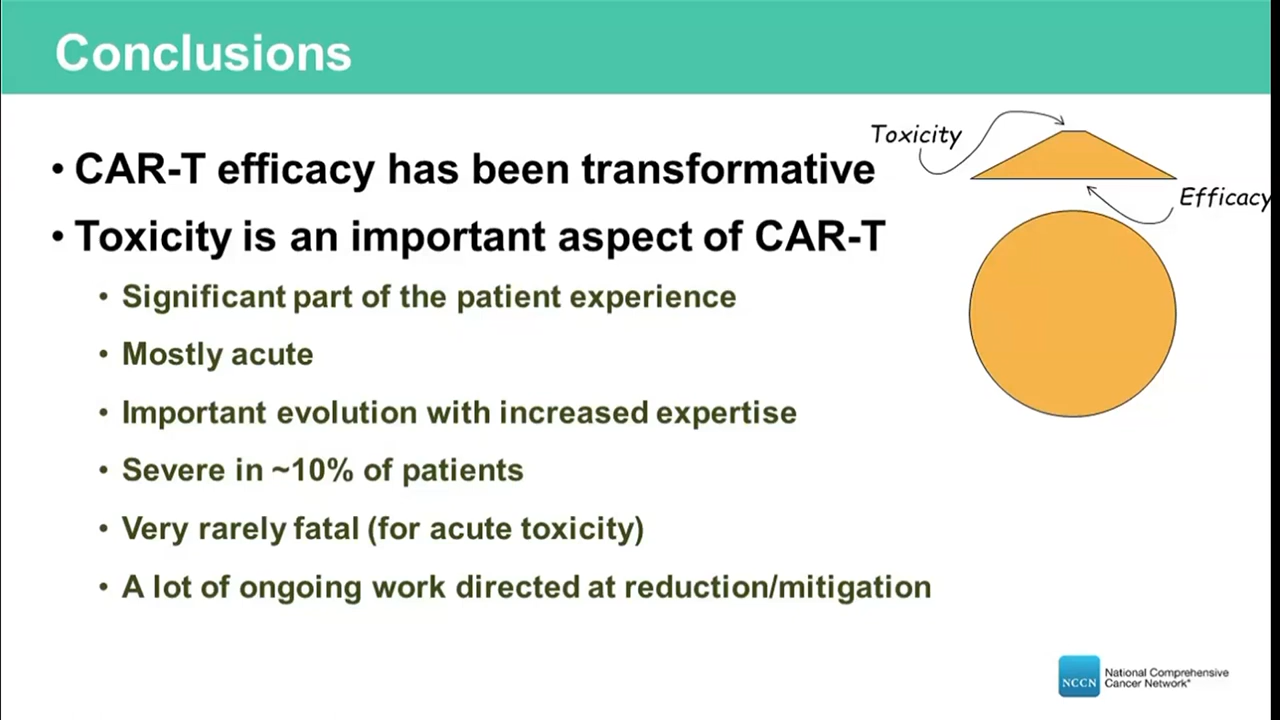 Conclusions
• CAR-T efficacy has been transformative
• Toxicity is an important aspect of CAR-T
• Significant part of the patient experience
• Mostly acute
• Important evolution with increased expertise
• Severe in ~10% of patients
• Very rarely fatal (for acute toxicity)
• A lot of ongoing work directed at reduction/mitigation
Toxicity
Efficacy
NCCN
National Comprehensive
Cancer Network®